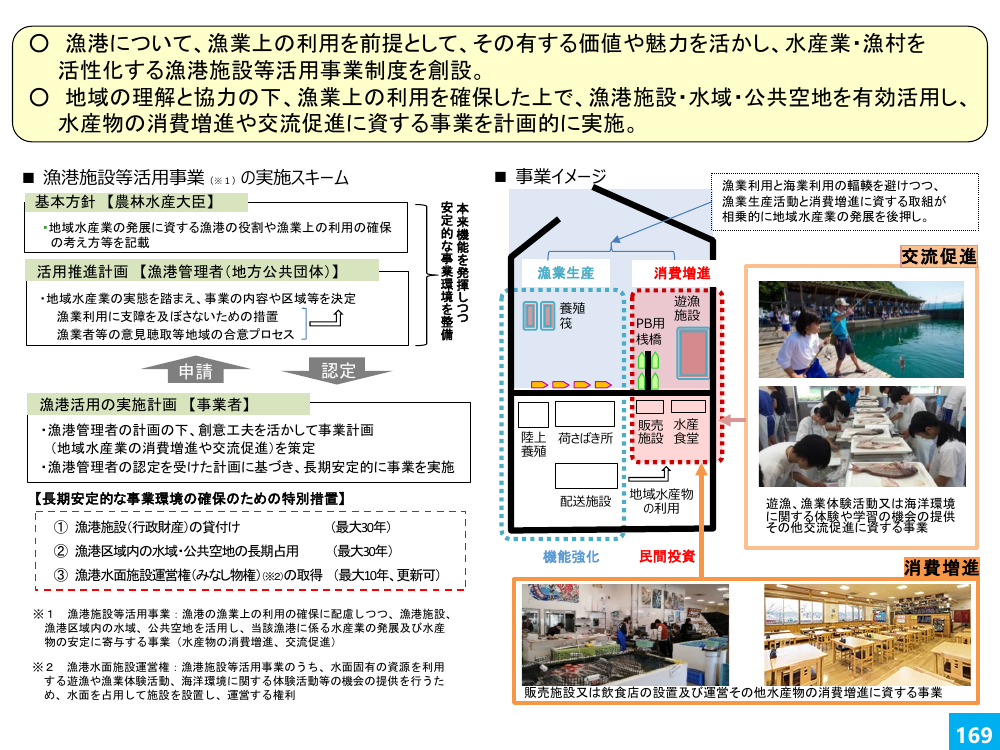 ○ 漁港について、漁業上の利用を前提として、その有する価値や魅力を活かし、水産業・漁村を
活性化する漁港施設等活用事業制度を創設。
○ 地域の理解と協力の下、漁業上の利用を確保した上で、漁港施設・水域・公共空地を有効活用し、
水産物の消費増進や交流促進に資する事業を計画的に実施。
■ 漁港施設等活用事業（※１）の実施スキーム
基本方針 【農林水産大臣】
・地域水産業の発展に資する漁港の役割や漁業上の利用の確保
の考え方等を記載
活用推進計画 【漁港管理者（地方公共団体）】
・地域水産業の実態を踏まえ、事業の内容や区域等を決定
漁業利用に支障を及ぼさないための措置
漁業者等の意見聴取等地域の合意プロセス
本来機能を発揮しつつ
安定的な事業環境を整備
申請
認定
漁港活用の実施計画 【事業者】
・漁港管理者の計画の下、創意工夫を活かして事業計画
（地域水産業の消費増進や交流促進）を策定
・漁港管理者の認定を受けた計画に基づき、長期安定的に事業を実施
【長期安定的な事業環境の確保のための特別措置】
① 漁港施設（行政財産）の貸付け （最大30年）
② 漁港区域内の水域・公共空地の長期占用 （最大30年）
③ 漁港水面施設運営権（みなし物権）（※2）の取得 （最大10年、更新可）
※１ 漁港施設等活用事業：漁港の漁業上の利用の確保に配慮しつつ、漁港施設、
漁港区域内の水域、公共空地を活用し、当該漁港に係る水産業の発展及び水産
物の安定に寄与する事業（水産物の消費増進、交流促進）
※２ 漁港水面施設運営権：漁港施設等活用事業のうち、水面固有の資源を利用
する遊漁や漁業体験活動、海洋環境に関する体験活動等の機会の提供を行うた
め、水面を占用して施設を設置し、運営する権利
■ 事業イメージ
漁業利用と海業利用の輻輳を避けつつ、
漁業生産活動と消費増進に資する取組が
相乗的に地域水産業の発展を後押し。
漁業生産
消費増進
養殖
筏
遊漁
施設
PB用
桟橋
陸上
養殖
荷さばき所
販売
施設
水産
食堂
配送施設
地域水産物
の利用
機能強化
民間投資
交流促進
遊漁、漁業体験活動又は海洋環境
に関する体験や学習の機会の提供
その他交流促進に資する事業
消費増進
販売施設又は飲食店の設置及び運営その他水産物の消費増進に資する事業
169